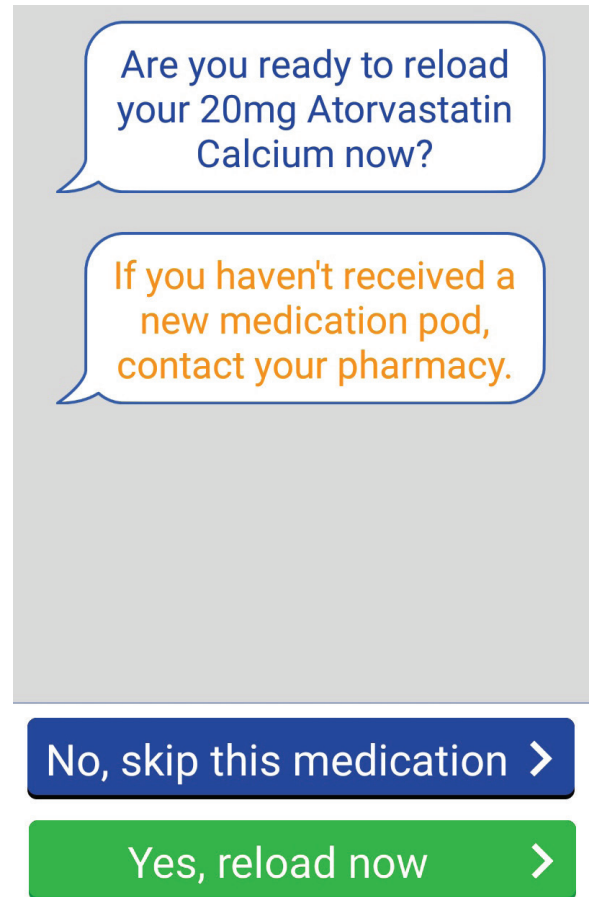 Are you ready to reload
your 20mg Atorvastatin
Calcium now?
If you haven't received a
new medication pod,
contact your pharmacy.
No, skip this medication
Yes, reload now